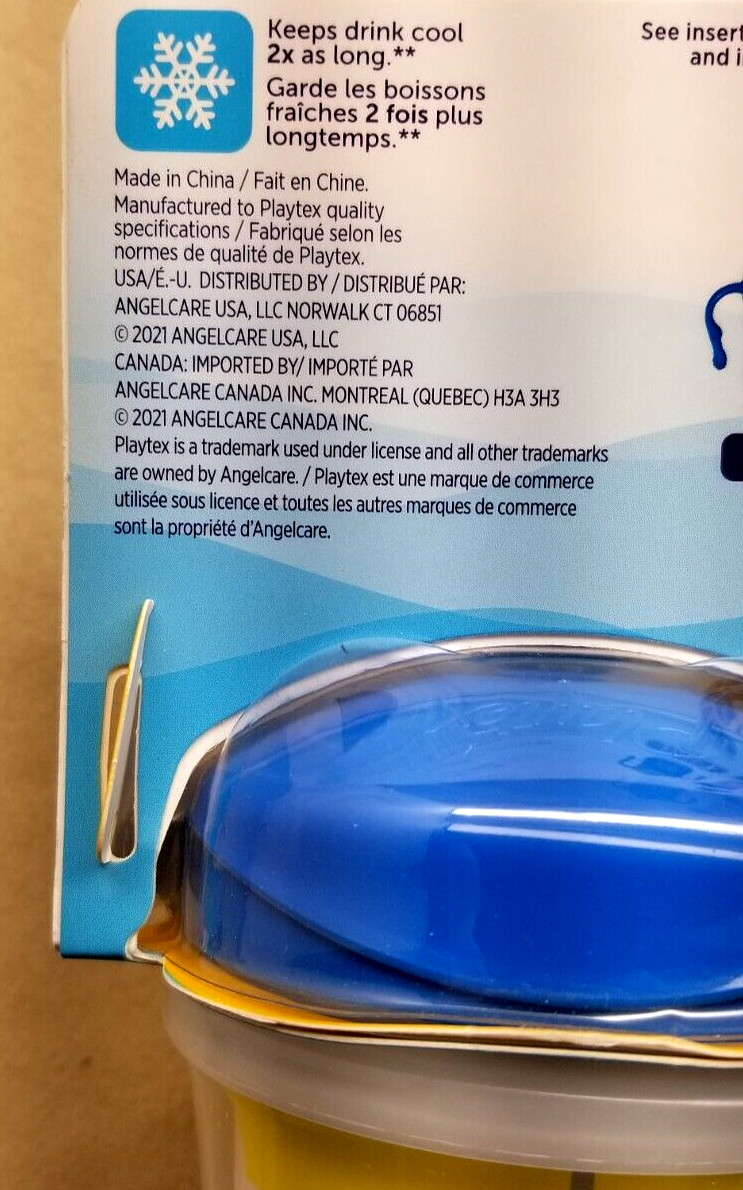 Keeps drink cool
2x as long.**
Garde les boissons
fraîches 2 fois plus
longtemps.**
See insert
and i
Made in China / Fait en Chine.
Manufactured to Playtex quality
specifications / Fabriqué selon les
normes de qualité de Playtex.
USA/É.-U. DISTRIBUTED BY / DISTRIBUÉ PAR:
ANGELCARE USA, LLC NORWALK CT 06851
© 2021 ANGELCARE USA, LLC
CANADA: IMPORTED BY/ IMPORTÉ PAR
ANGELCARE CANADA INC. MONTREAL (QUEBEC) H3A 3H3
© 2021 ANGELCARE CANADA INC.
Playtex is a trademark used under license and all other trademarks
are owned by Angelcare. / Playtex est une marque de commerce
utilisée sous licence et toutes les autres marques de commerce
sont la propriété d'Angelcare.